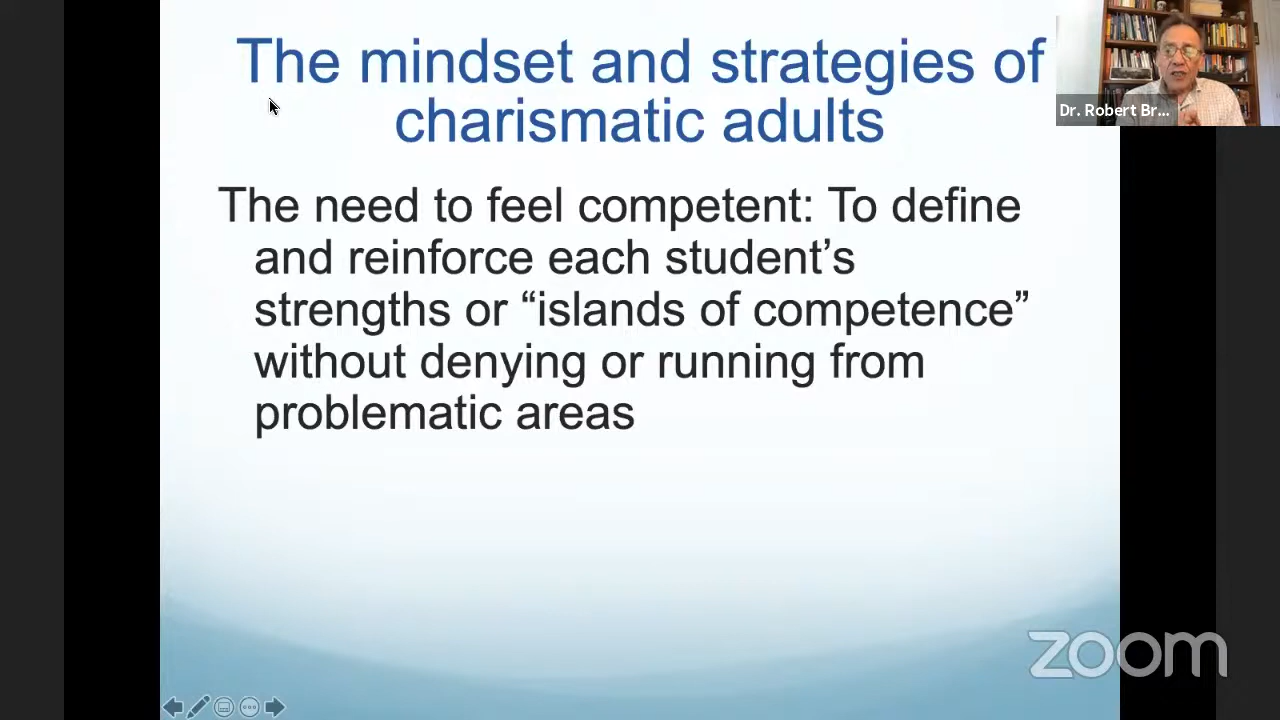 The mindset and strategies of
charismatic adults
Dr. Robert Br...
The need to feel competent: To define
and reinforce each student’s
strengths or “islands of competence”
without denying or running from
problematic areas
zoom